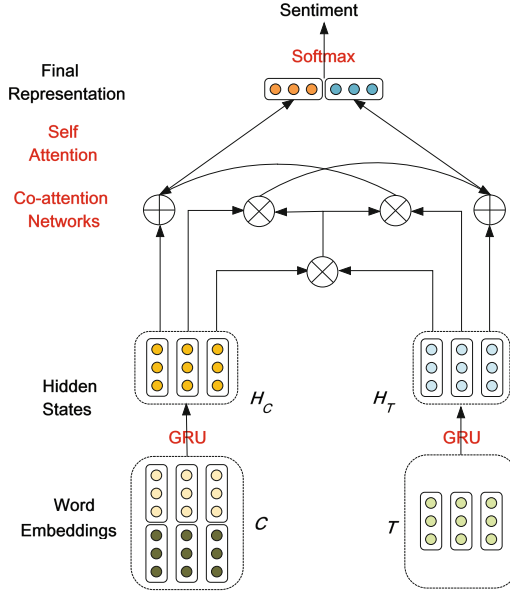 Sentiment
Softmax
Final
Representation
Self
Attention
Co-attention
Networks
Hidden
States
H_C
H_T
GRU
GRU
Word
Embeddings
C
T